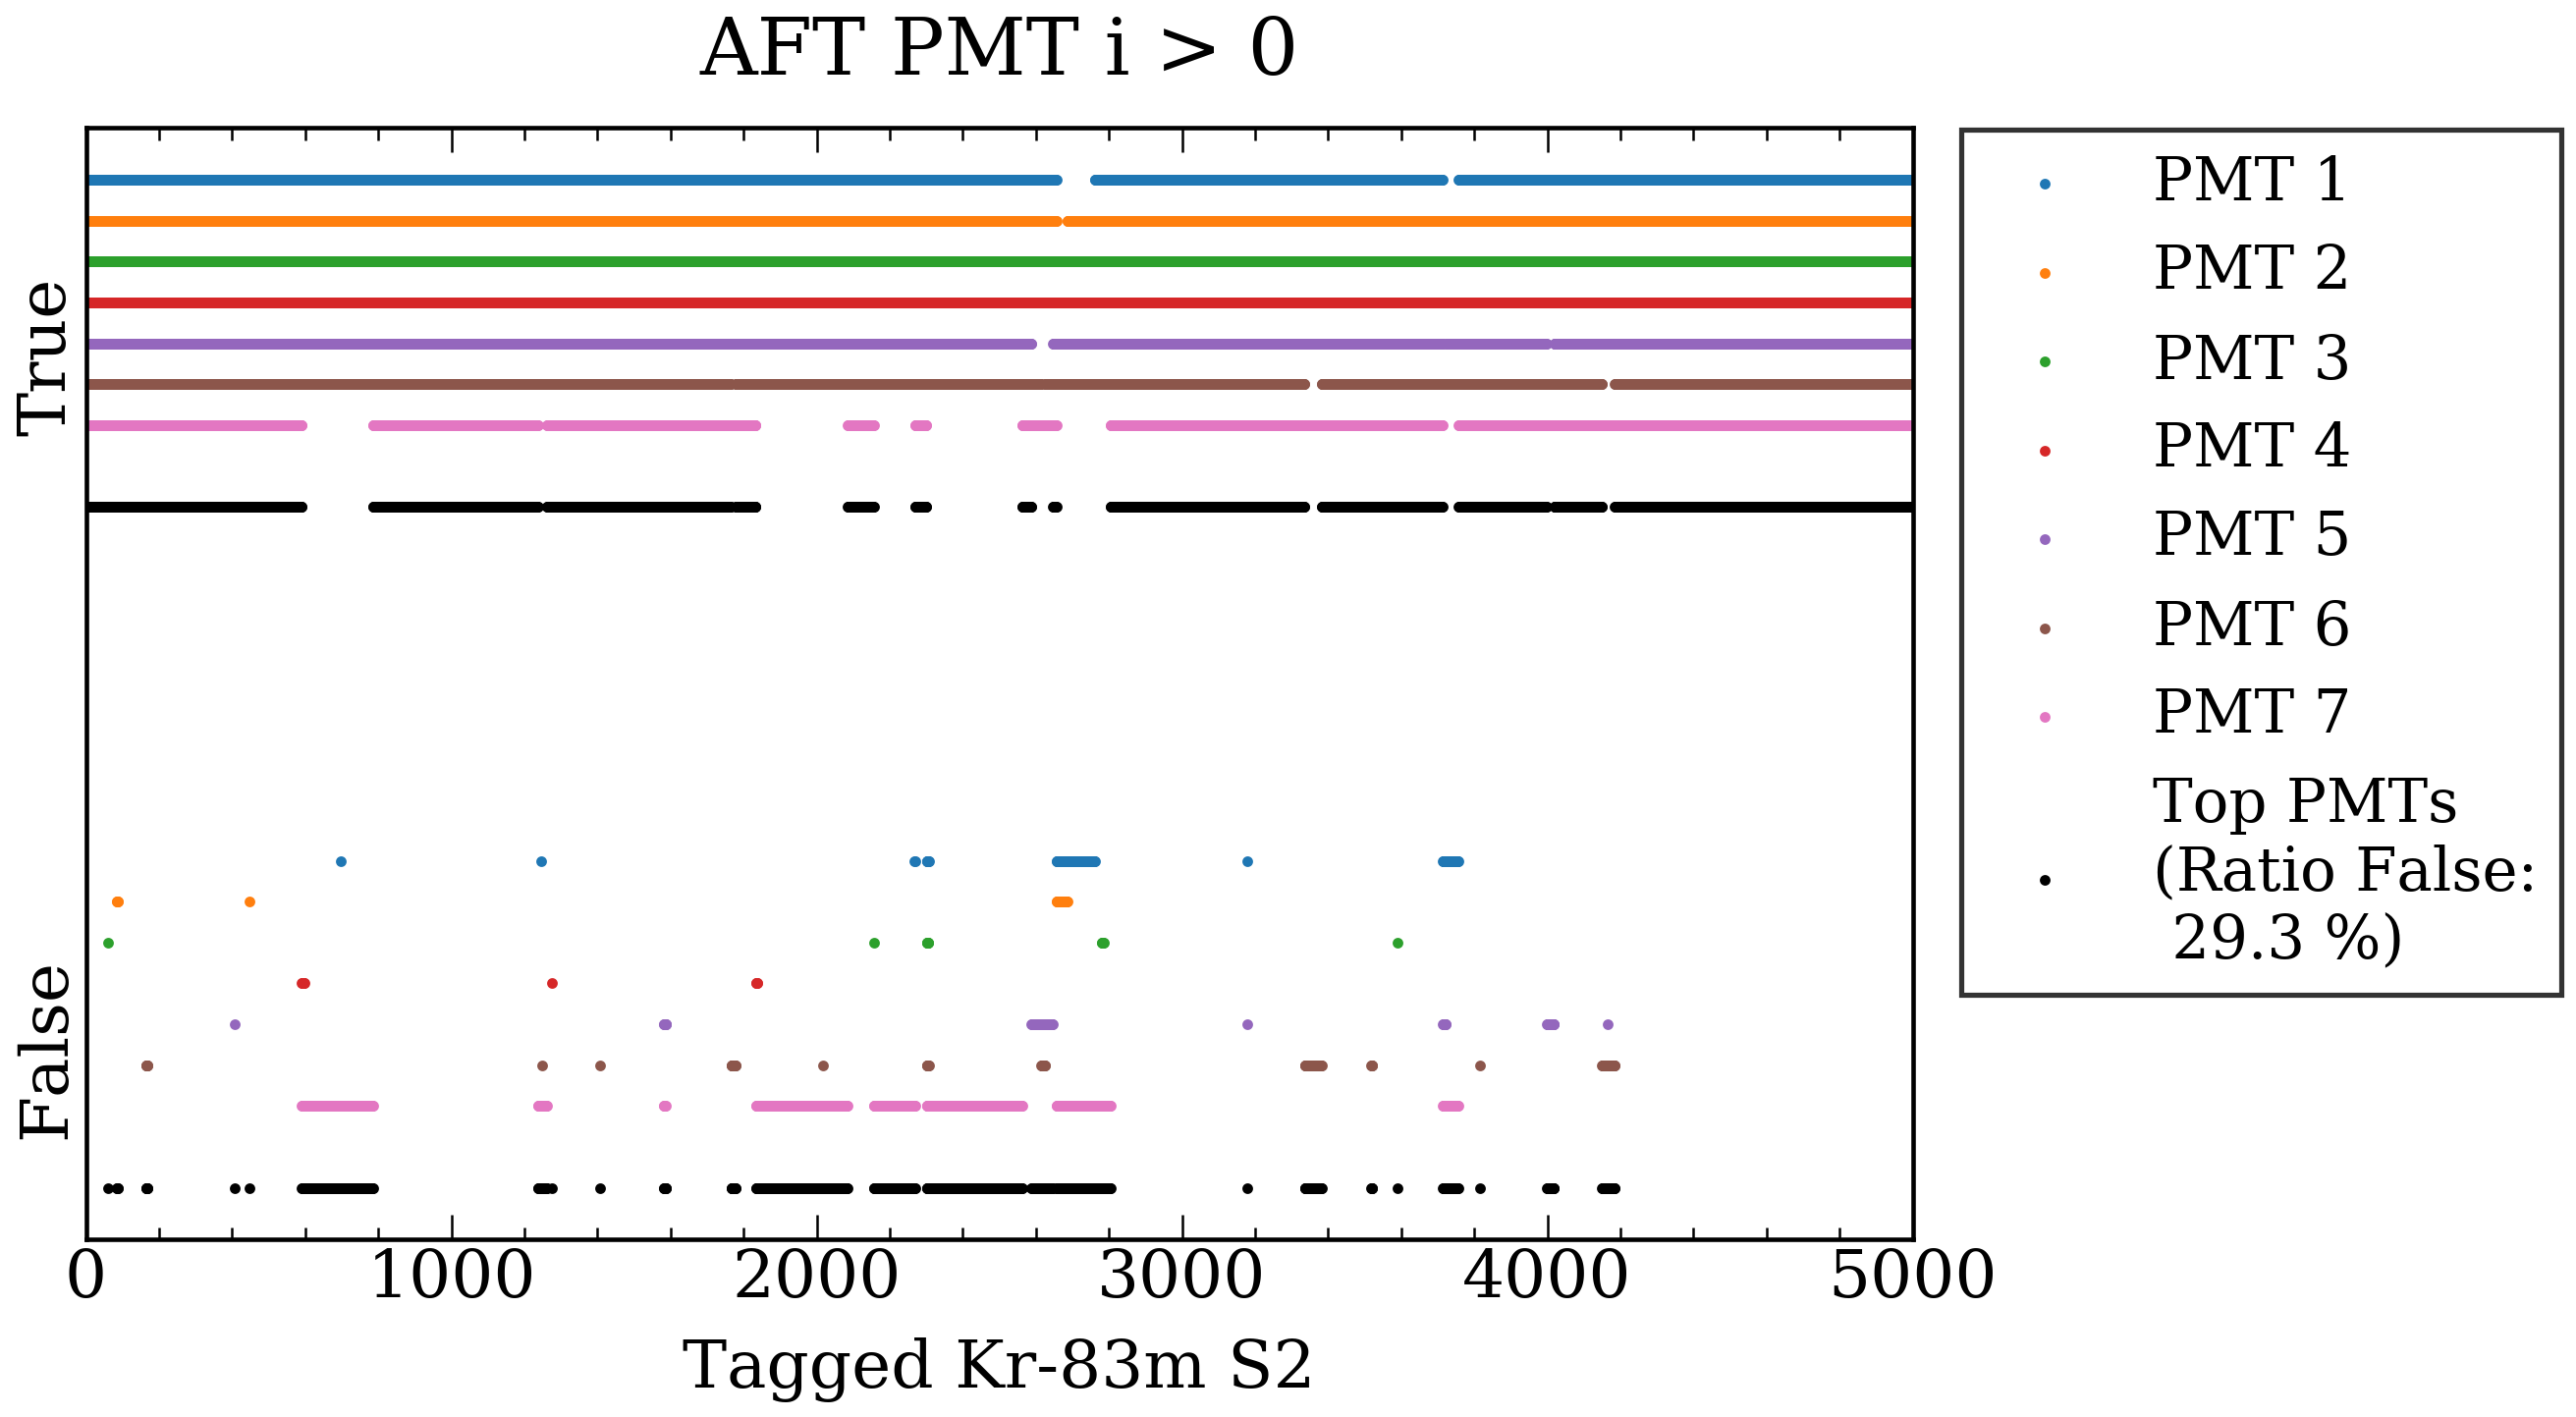 AFT PMT i > 0
True
False
0
1000
2000
3000
4000
5000
Tagged Kr-83m S2
PMT 1
PMT 2
PMT 3
PMT 4
PMT 5
PMT 6
PMT 7
Top PMTs
(Ratio False:
29.3 %)